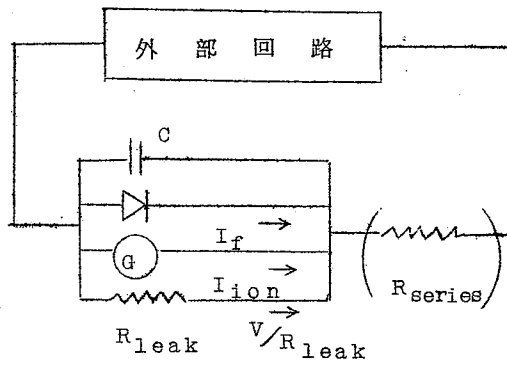 外部回路
C
I_f
G
I_ion
R_series
V/R_leak
R_leak